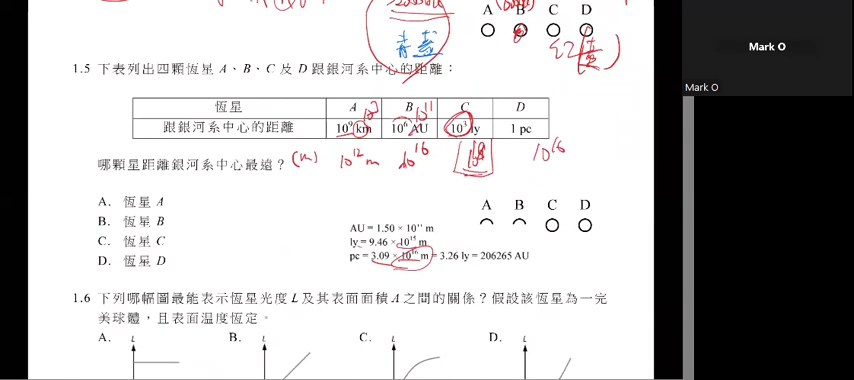 A B C D
青蓋
1.5 下表列出四顆恆星 A、B、C 及 D 跟銀河系中心的距離：
恆星 A B C D
跟銀河系中心的距離 10⁹ km 10⁶ AU 10³ ly 1 pc
哪顆星距離銀河系中心最遠？ (m) 10¹² m 10¹⁶ 10¹⁸ 10¹⁶
A. 恆星 A
B. 恆星 B
C. 恆星 C
D. 恆星 D
A B C D
AU = 1.50 × 10¹¹ m
ly = 9.46 × 10¹⁵ m
pc = 3.09 × 10¹⁶ m = 3.26 ly = 206265 AU
1.6 下列哪幅圖最能表示恆星光度 L 及其表面面積 A 之間的關係？假設該恆星為一完
美球體，且表面溫度恆定。
A. L B. L C. L D. L
Mark O
Mark O